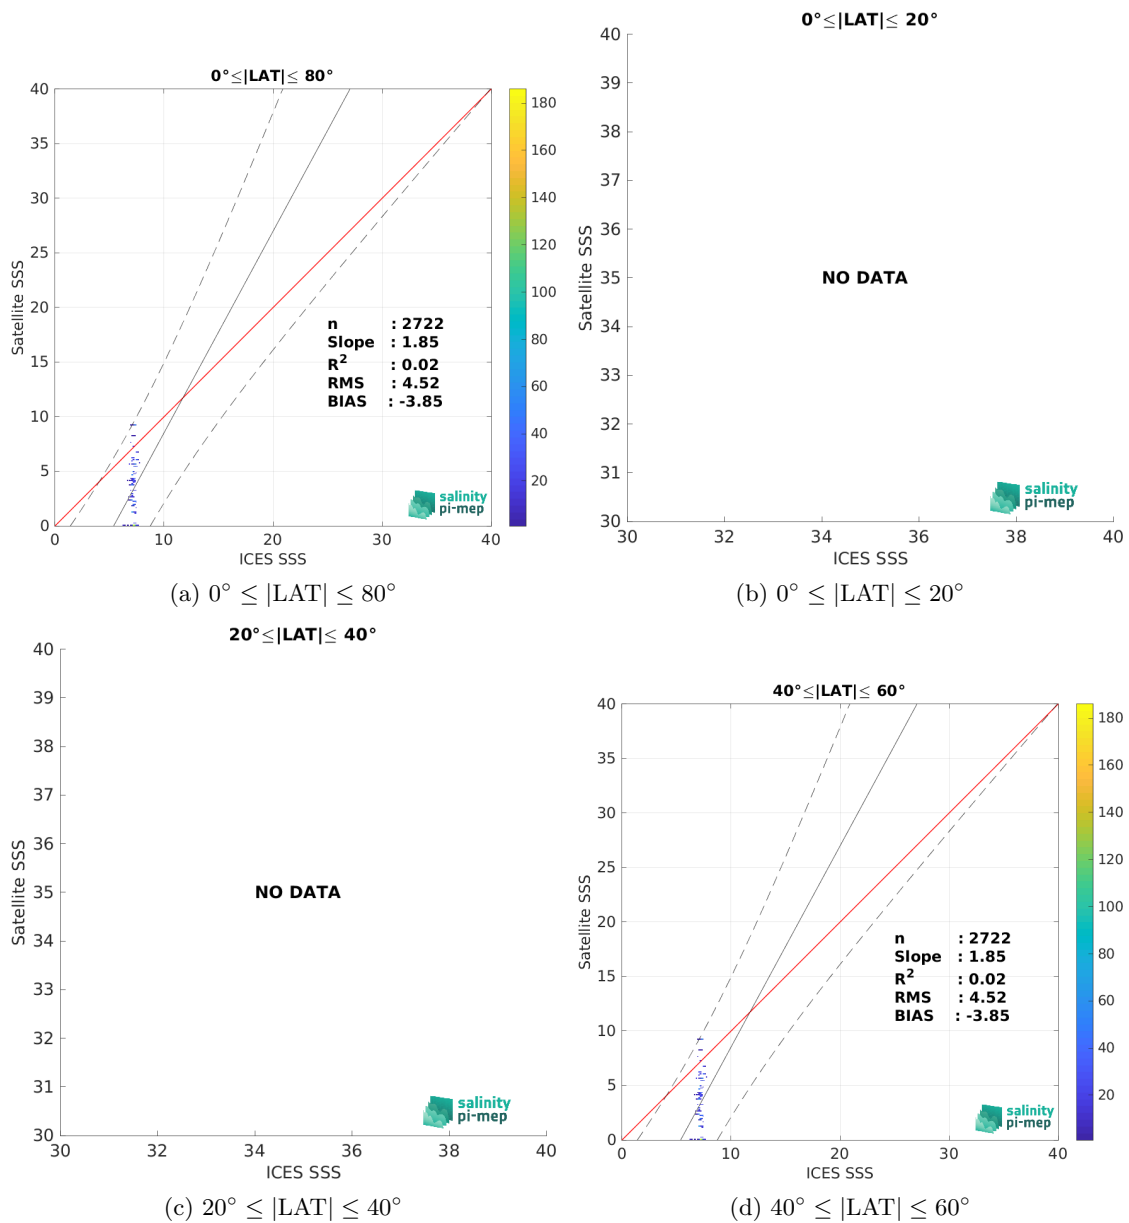 0°≤|LAT|≤ 80°
40
35
30
25
20
15
10
5
0
Satellite SSS
n : 2722
Slope : 1.85
R² : 0.02
RMS : 4.52
BIAS : -3.85
salinity
pi-mep
0 10 20 30 40
ICES SSS
180
160
140
120
100
80
60
40
20
(a) 0° ≤ |LAT| ≤ 80°
0°≤|LAT|≤ 20°
40
39
38
37
36
35
34
33
32
31
30
Satellite SSS
NO DATA
salinity
pi-mep
30 32 34 36 38 40
ICES SSS
(b) 0° ≤ |LAT| ≤ 20°
20°≤|LAT|≤ 40°
40
39
38
37
36
35
34
33
32
31
30
Satellite SSS
NO DATA
salinity
pi-mep
30 32 34 36 38 40
ICES SSS
(c) 20° ≤ |LAT| ≤ 40°
40°≤|LAT|≤ 60°
40
35
30
25
20
15
10
5
0
Satellite SSS
n : 2722
Slope : 1.85
R² : 0.02
RMS : 4.52
BIAS : -3.85
salinity
pi-mep
0 10 20 30 40
ICES SSS
180
160
140
120
100
80
60
40
20
(d) 40° ≤ |LAT| ≤ 60°